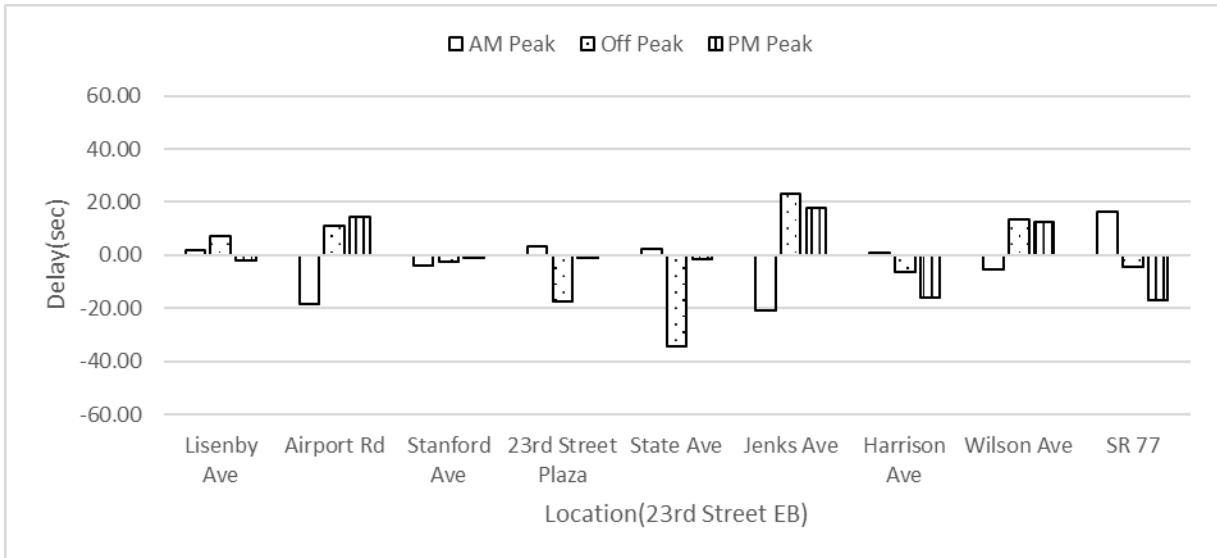 AM Peak Off Peak PM Peak
60.00
40.00
20.00
0.00
-20.00
-40.00
-60.00
Delay(sec)
Lisenby Ave
Airport Rd
Stanford Ave
23rd Street Plaza
State Ave
Jenks Ave
Harrison Ave
Wilson Ave
SR 77
Location(23rd Street EB)